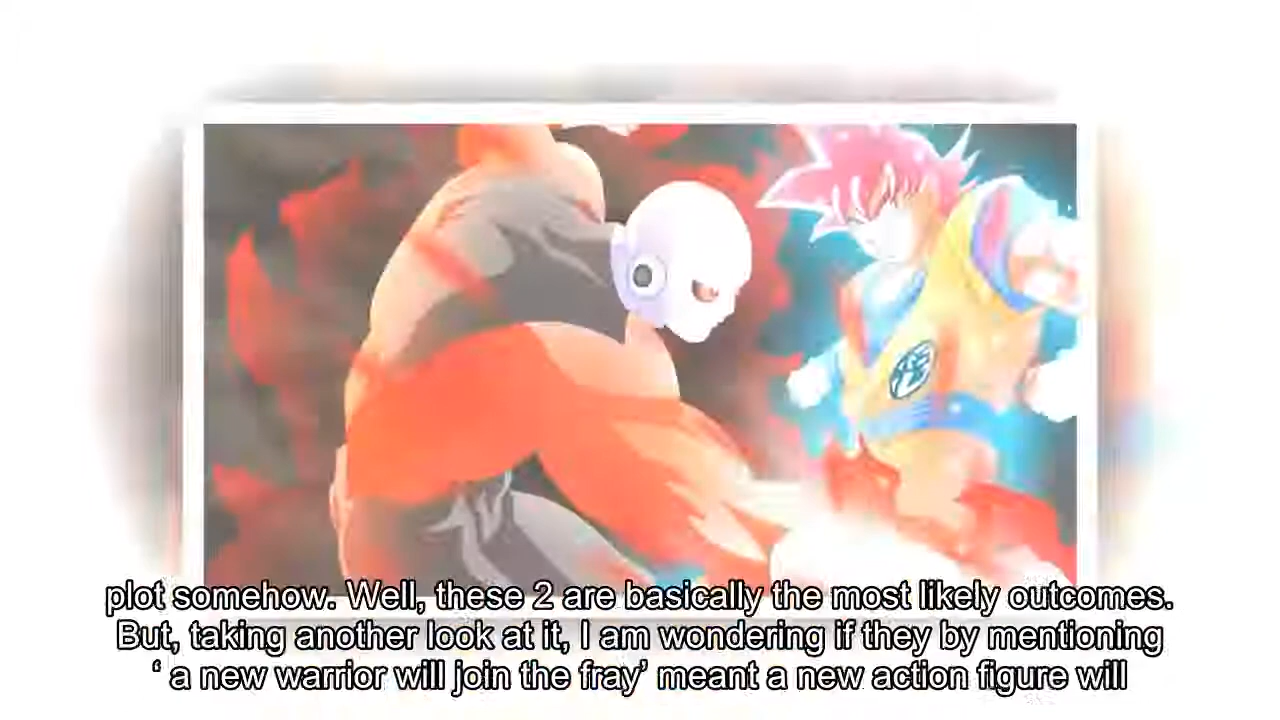 plot somehow. Well, these 2 are basically the most likely outcomes.
But, taking another look at it, I am wondering if they by mentioning
‘ a new warrior will join the fray’ meant a new action figure will